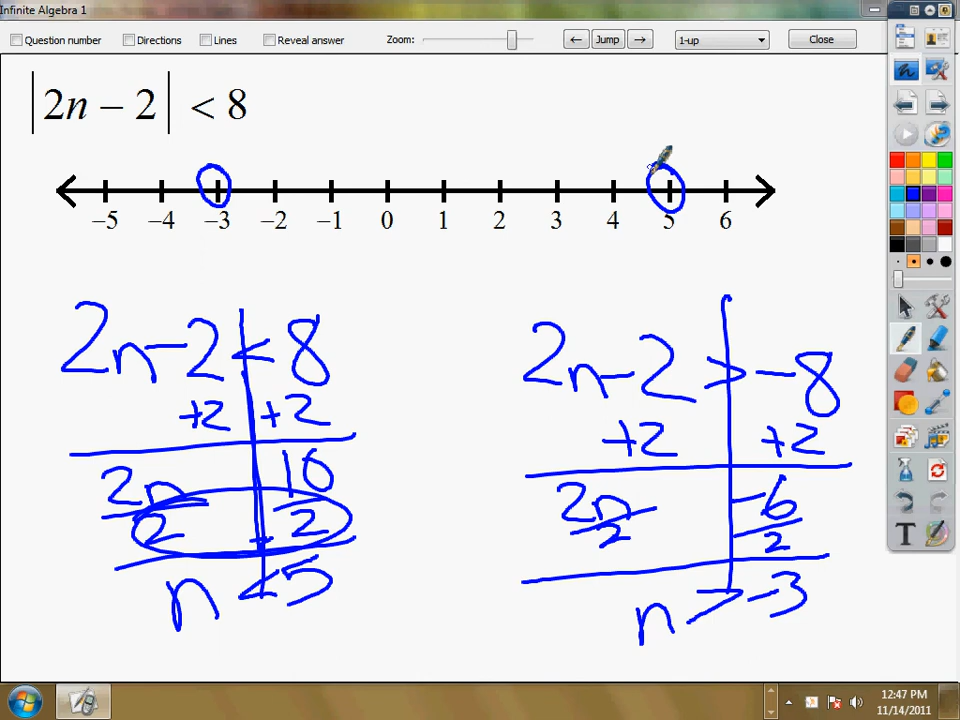 Infinite Algebra 1
Question number Directions Lines Reveal answer Zoom: Jump 1-up Close
|2n − 2| < 8
−5 −4 −3 −2 −1 0 1 2 3 4 5 6
2n-2 < 8
+2 +2
2n 10
2 2
n < 5
2n-2 > -8
+2 +2
2n -6
2 2
n > -3
T
12:47 PM
11/14/2011